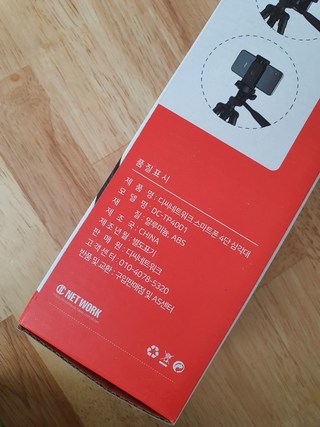 품질표시
제 품 명 : 디씨네트워크 스마트폰 4단 삼각대
모 델 명 : DC-TP4001
재 질 : 알루미늄, ABS
제 조 국 : CHINA
제조년월 : 별도표기
판 매 원 : 디씨네트워크
고객센터 : 010-4078-5320
반품 및 교환 : 구입판매점 및 AS센터
NETWORK